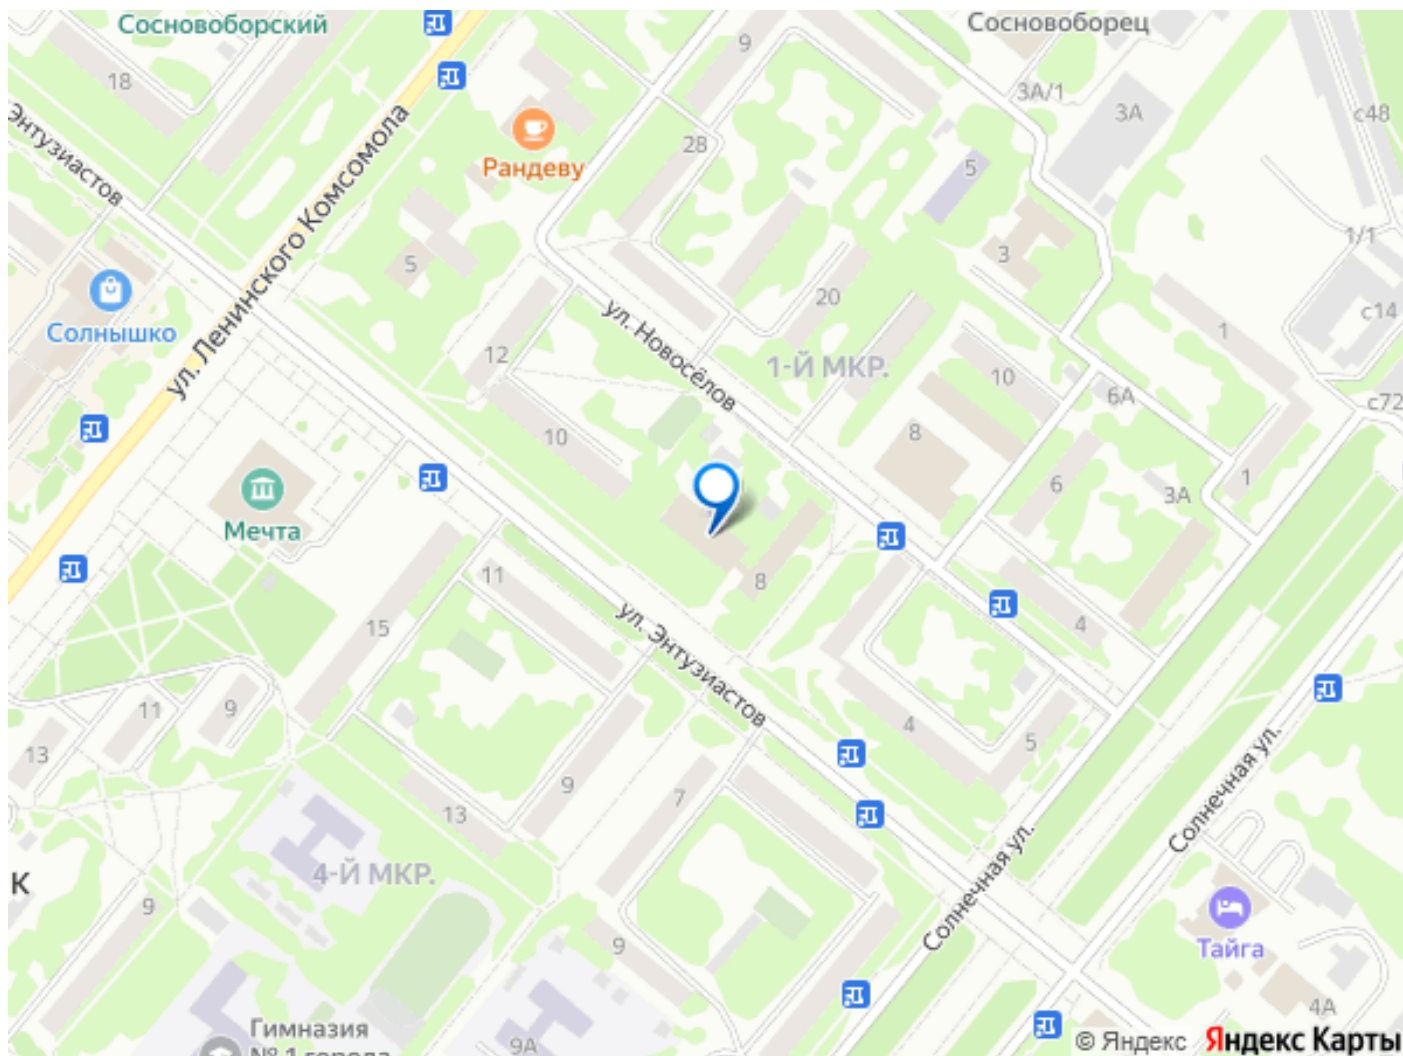 Сосновоборский
Сосновоборец
9
18
3А/1
3А
с48
Энтузиастов
ул. Ленинского Комсомола
Рандеву
28
5
1/1
5
3
20
с14
Солнышко
ул. Новосёлов
1
12
1-Й МКР.
10
6А
с72
10
8
6
3А
1
Мечта
11
8
15
ул. Энтузиастов
4
11
9
4
5
13
9
7
13
Солнечная ул.
4-Й МКР.
К
9
Солнечная ул.
9
Тайга
4А
Гимназия
№ 1 города
9А
© Яндекс Яндекс Карты